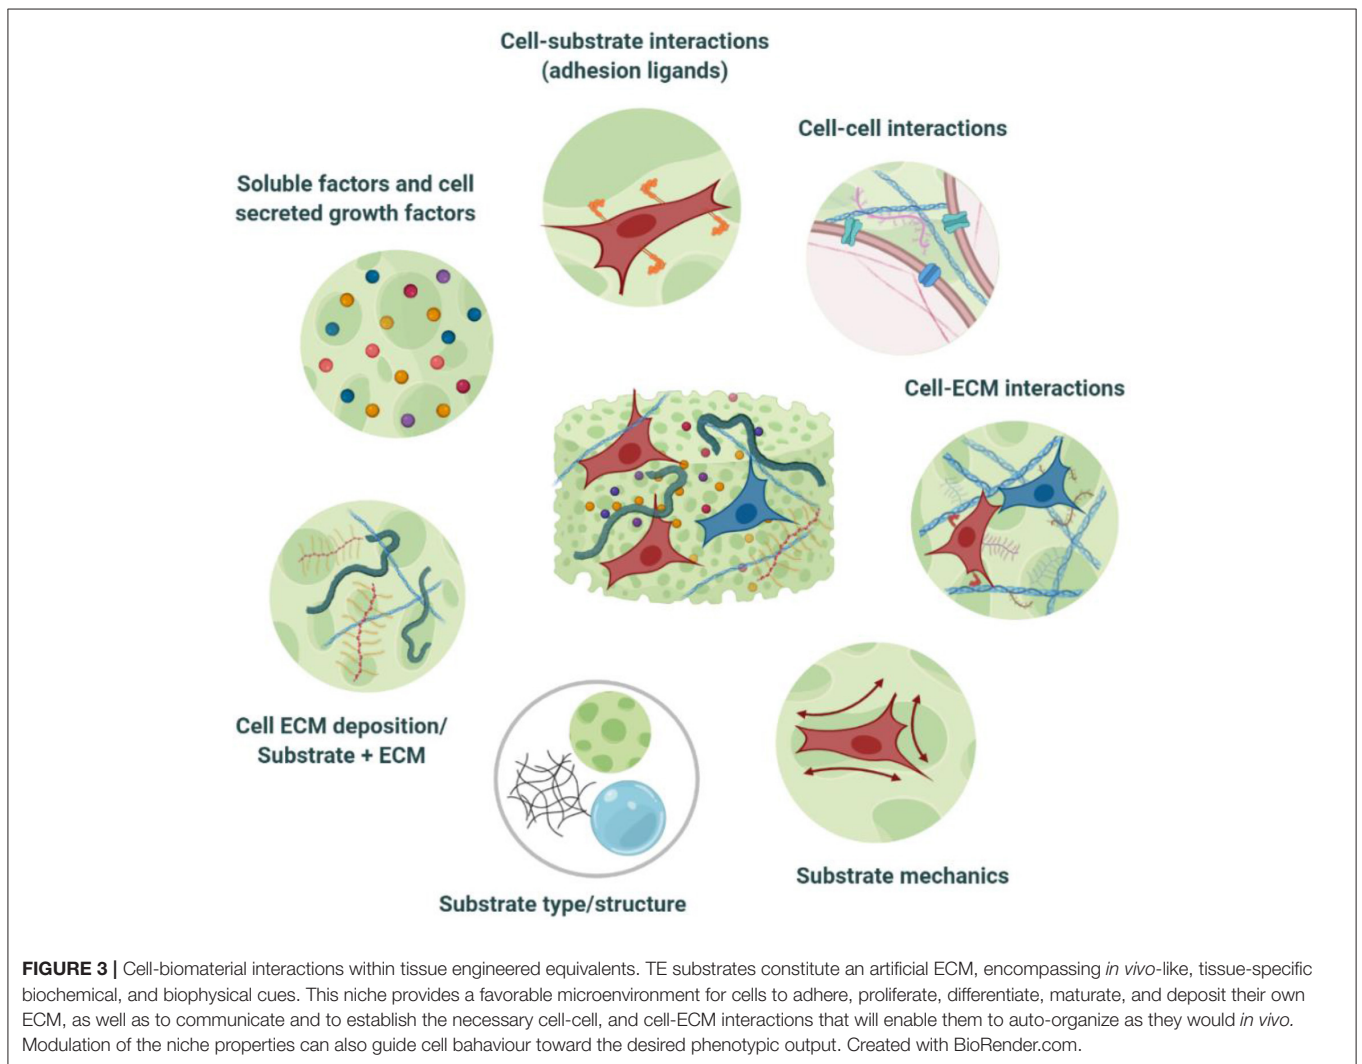 Cell-substrate interactions
(adhesion ligands)
Cell-cell interactions
Soluble factors and cell
secreted growth factors
Cell-ECM interactions
Cell ECM deposition/
Substrate + ECM
Substrate mechanics
Substrate type/structure
FIGURE 3 | Cell-biomaterial interactions within tissue engineered equivalents. TE substrates constitute an artificial ECM, encompassing in vivo-like, tissue-specific
biochemical, and biophysical cues. This niche provides a favorable microenvironment for cells to adhere, proliferate, differentiate, maturate, and deposit their own
ECM, as well as to communicate and to establish the necessary cell-cell, and cell-ECM interactions that will enable them to auto-organize as they would in vivo.
Modulation of the niche properties can also guide cell bahaviour toward the desired phenotypic output. Created with BioRender.com.